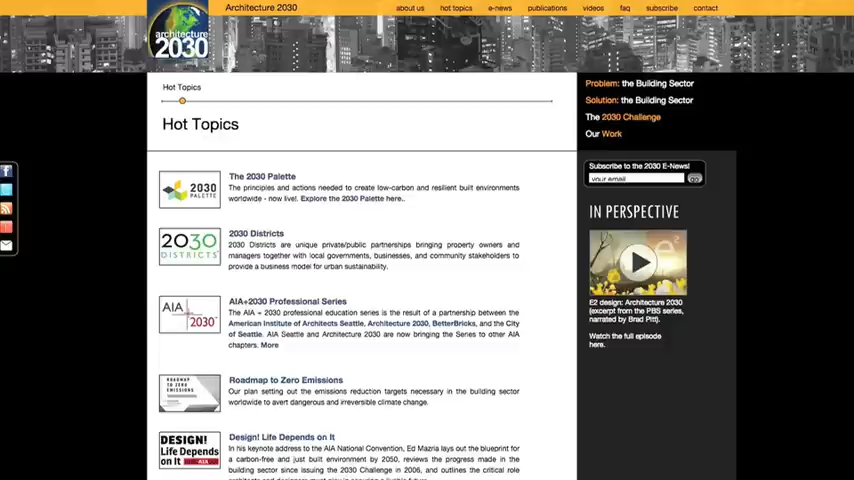 Architecture 2030
about us
hot topics
e-news
publications
videos
faq
subscribe
contact
architecture
2030
Hot Topics
Hot Topics
Problem: the Building Sector
Solution: the Building Sector
The 2030 Challenge
Our Work
Subscribe to the 2030 E-News!
your email
go
IN PERSPECTIVE
E2 design: Architecture 2030
(excerpt from the PBS series,
narrated by Brad Pitt).
Watch the full episode
here.
2030
PALETTE
The 2030 Palette
The principles and actions needed to create low-carbon and resilient built environments
worldwide - now live! Explore the 2030 Palette here..
2030
DISTRICTS
2030 Districts
2030 Districts are unique private/public partnerships bringing property owners and
managers together with local governments, businesses, and community stakeholders to
provide a business model for urban sustainability.
AIA
2030
AIA+2030 Professional Series
The AIA + 2030 professional education series is the result of a partnership between the
American Institute of Architects Seattle, Architecture 2030, BetterBricks, and the City
of Seattle. AIA Seattle and Architecture 2030 are now bringing the Series to other AIA
chapters. More
ROADMAP
TO ZERO
EMISSIONS
Roadmap to Zero Emissions
Our plan setting out the emissions reduction targets necessary in the building sector
worldwide to avert dangerous and irreversible climate change.
DESIGN!
Life Depends
on It
Design! Life Depends on It
In his keynote address to the AIA National Convention, Ed Mazria lays out the blueprint for
a carbon-free and just built environment by 2050, reviews the progress made in the
building sector since issuing the 2030 Challenge in 2006, and outlines the critical role